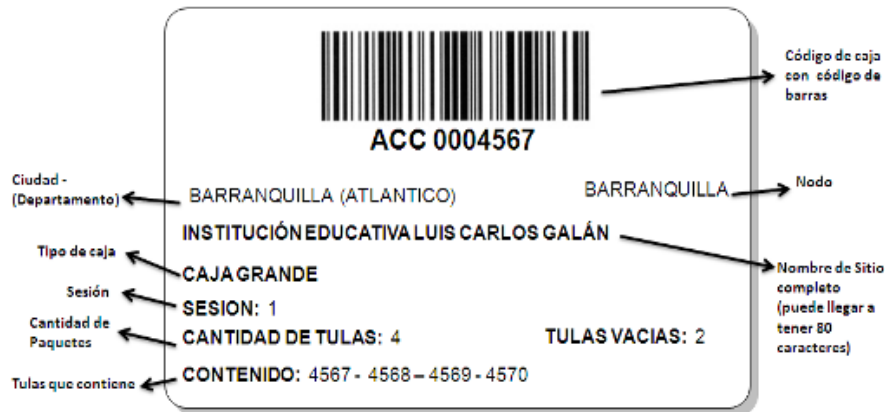 Código de caja
con código de
barras
ACC 0004567
Ciudad -
(Departamento)
BARRANQUILLA (ATLANTICO)
BARRANQUILLA
Nodo
INSTITUCIÓN EDUCATIVA LUIS CARLOS GALÁN
Tipo de caja
CAJA GRANDE
Nombre de Sitio
completo
(puede llegar a
tener 80
caracteres)
Sesión
SESION: 1
Cantidad de
Paquetes
CANTIDAD DE TULAS: 4
TULAS VACIAS: 2
Tulas que contiene
CONTENIDO: 4567 - 4568 – 4569 - 4570